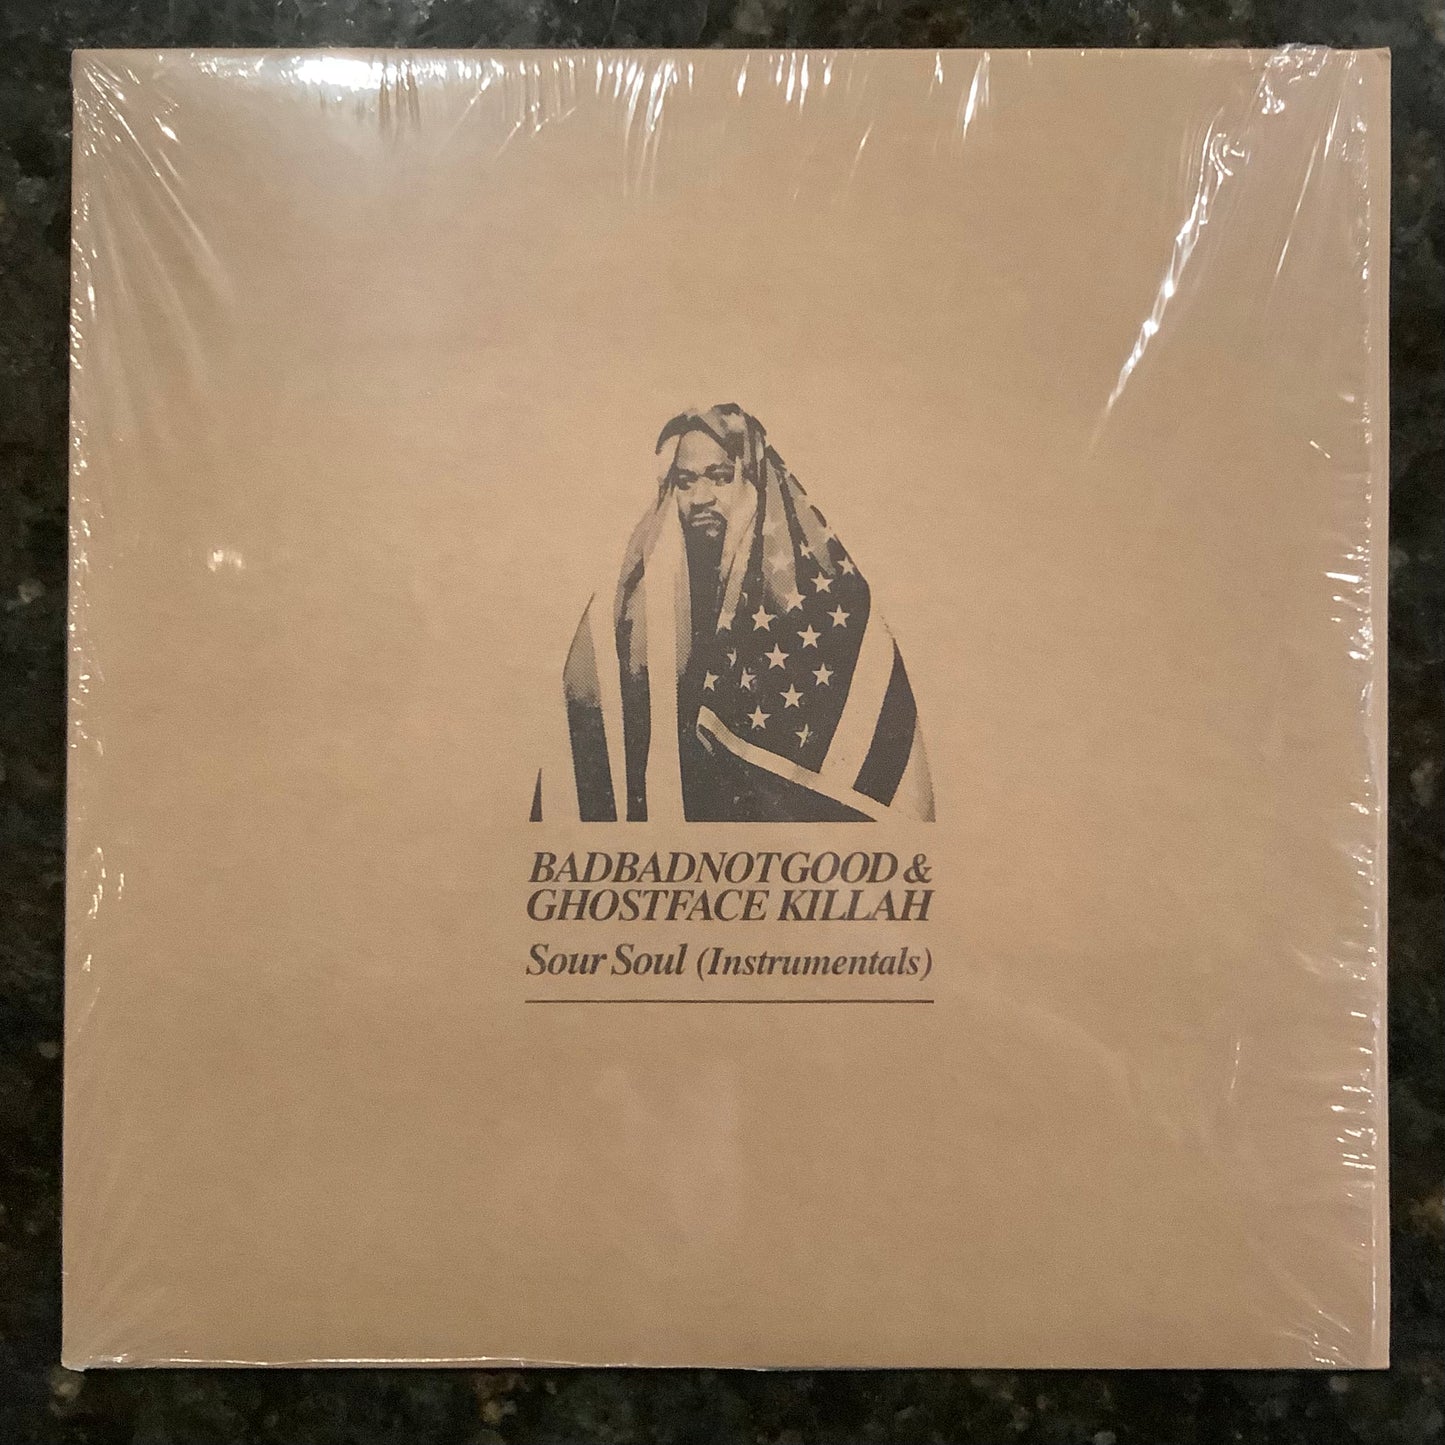 BADBADNOTGOOD &
GHOSTFACE KILLAH
Sour Soul (Instrumentals)